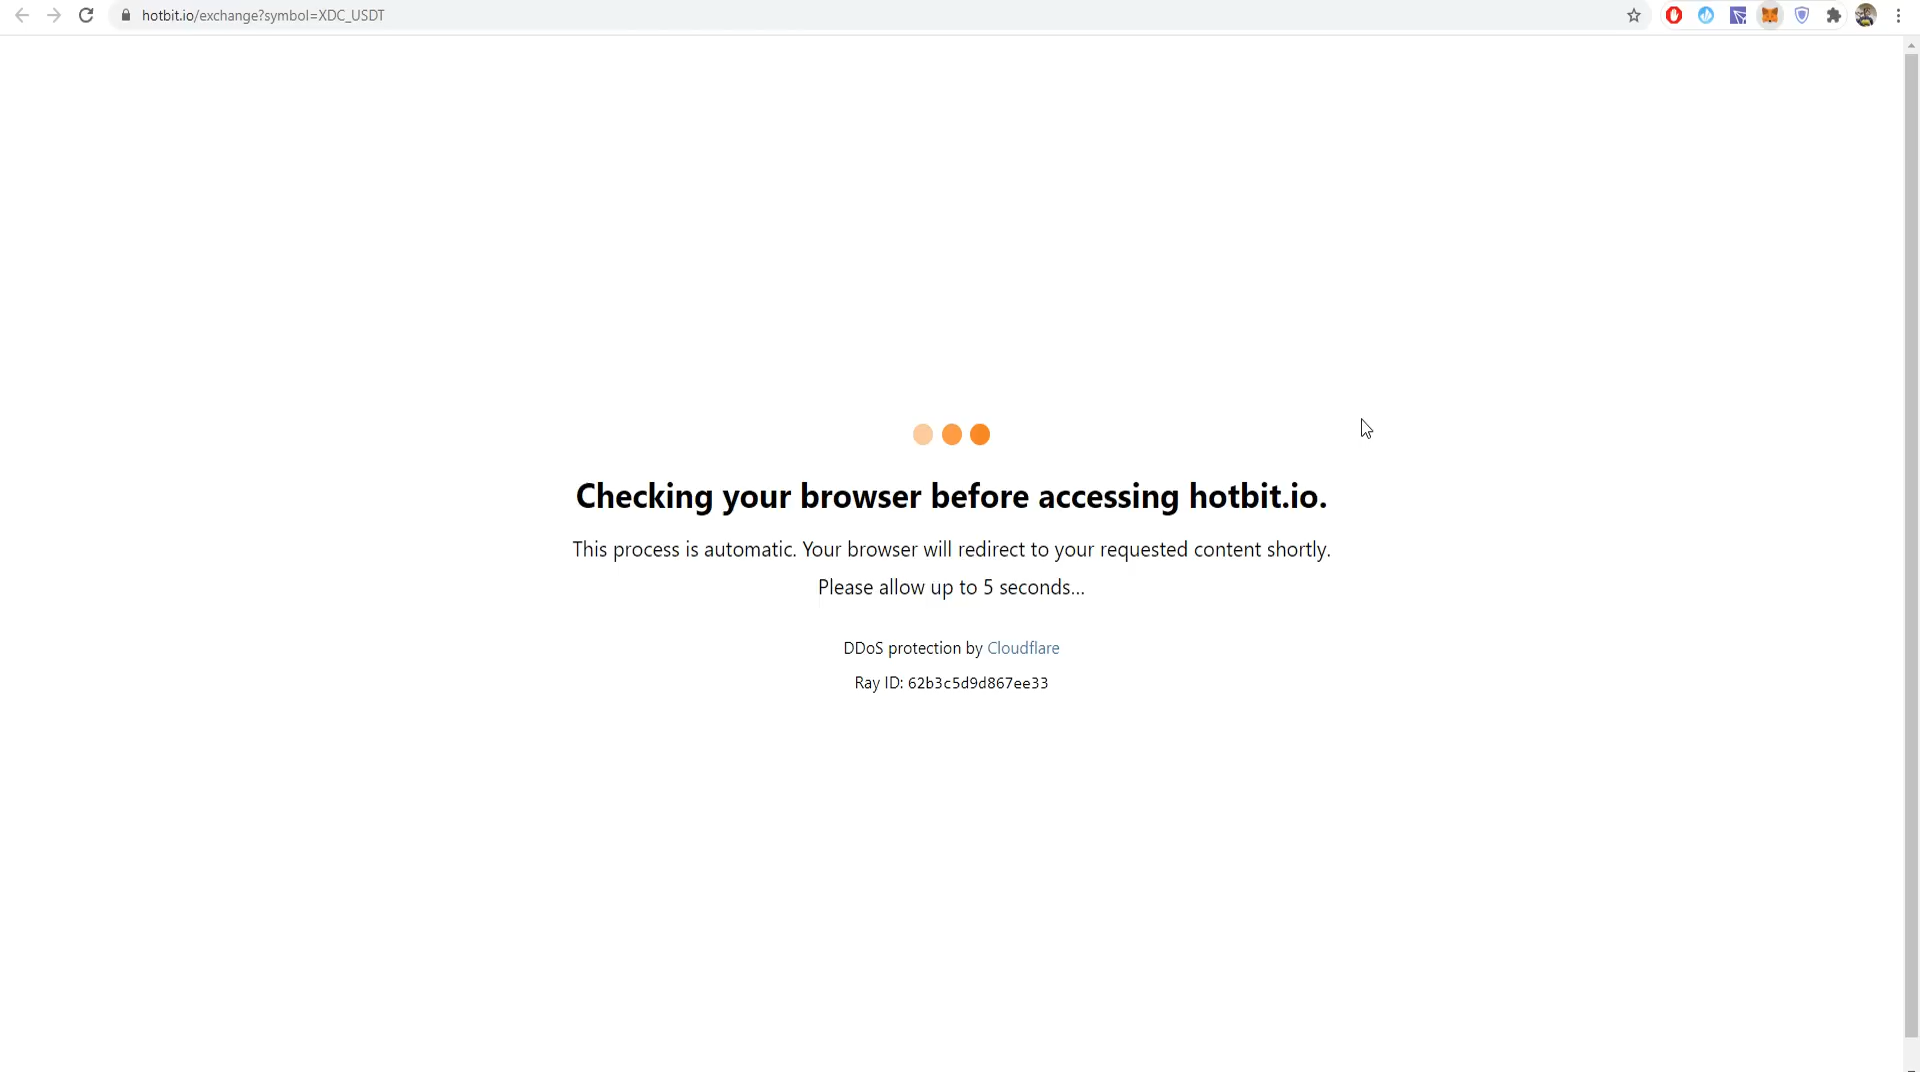 hotbit.io/exchange?symbol=XDC_USDT
Checking your browser before accessing hotbit.io.
This process is automatic. Your browser will redirect to your requested content shortly.
Please allow up to 5 seconds...
DDoS protection by Cloudflare
Ray ID: 62b3c5d9d867ee33